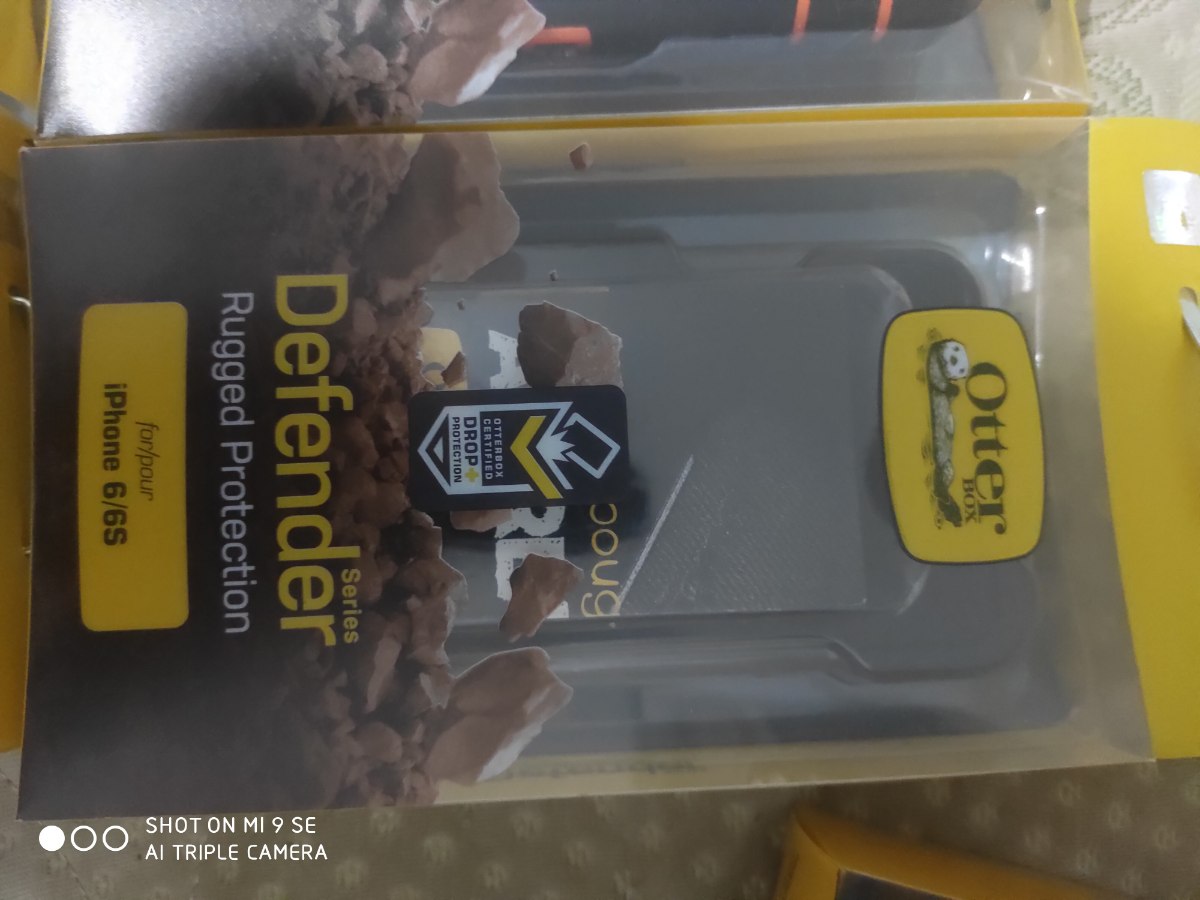 Otter
BOX
OTTERBOX
CERTIFIED
DROP+
PROTECTION
Defender
Series
Rugged Protection
for/pour
iPhone 6/6S
SHOT ON MI 9 SE
AI TRIPLE CAMERA